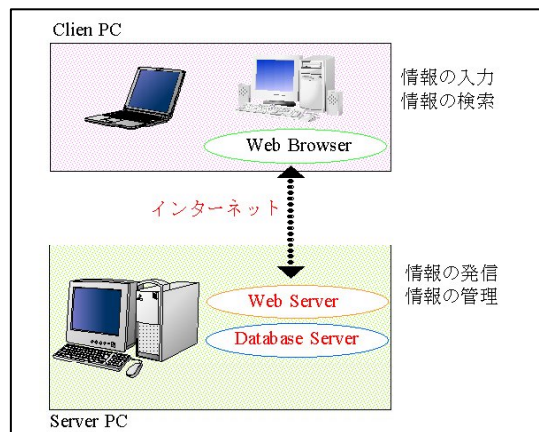 Clien PC
情報の入力
情報の検索
Web Browser
インターネット
情報の発信
情報の管理
Web Server
Database Server
Server PC